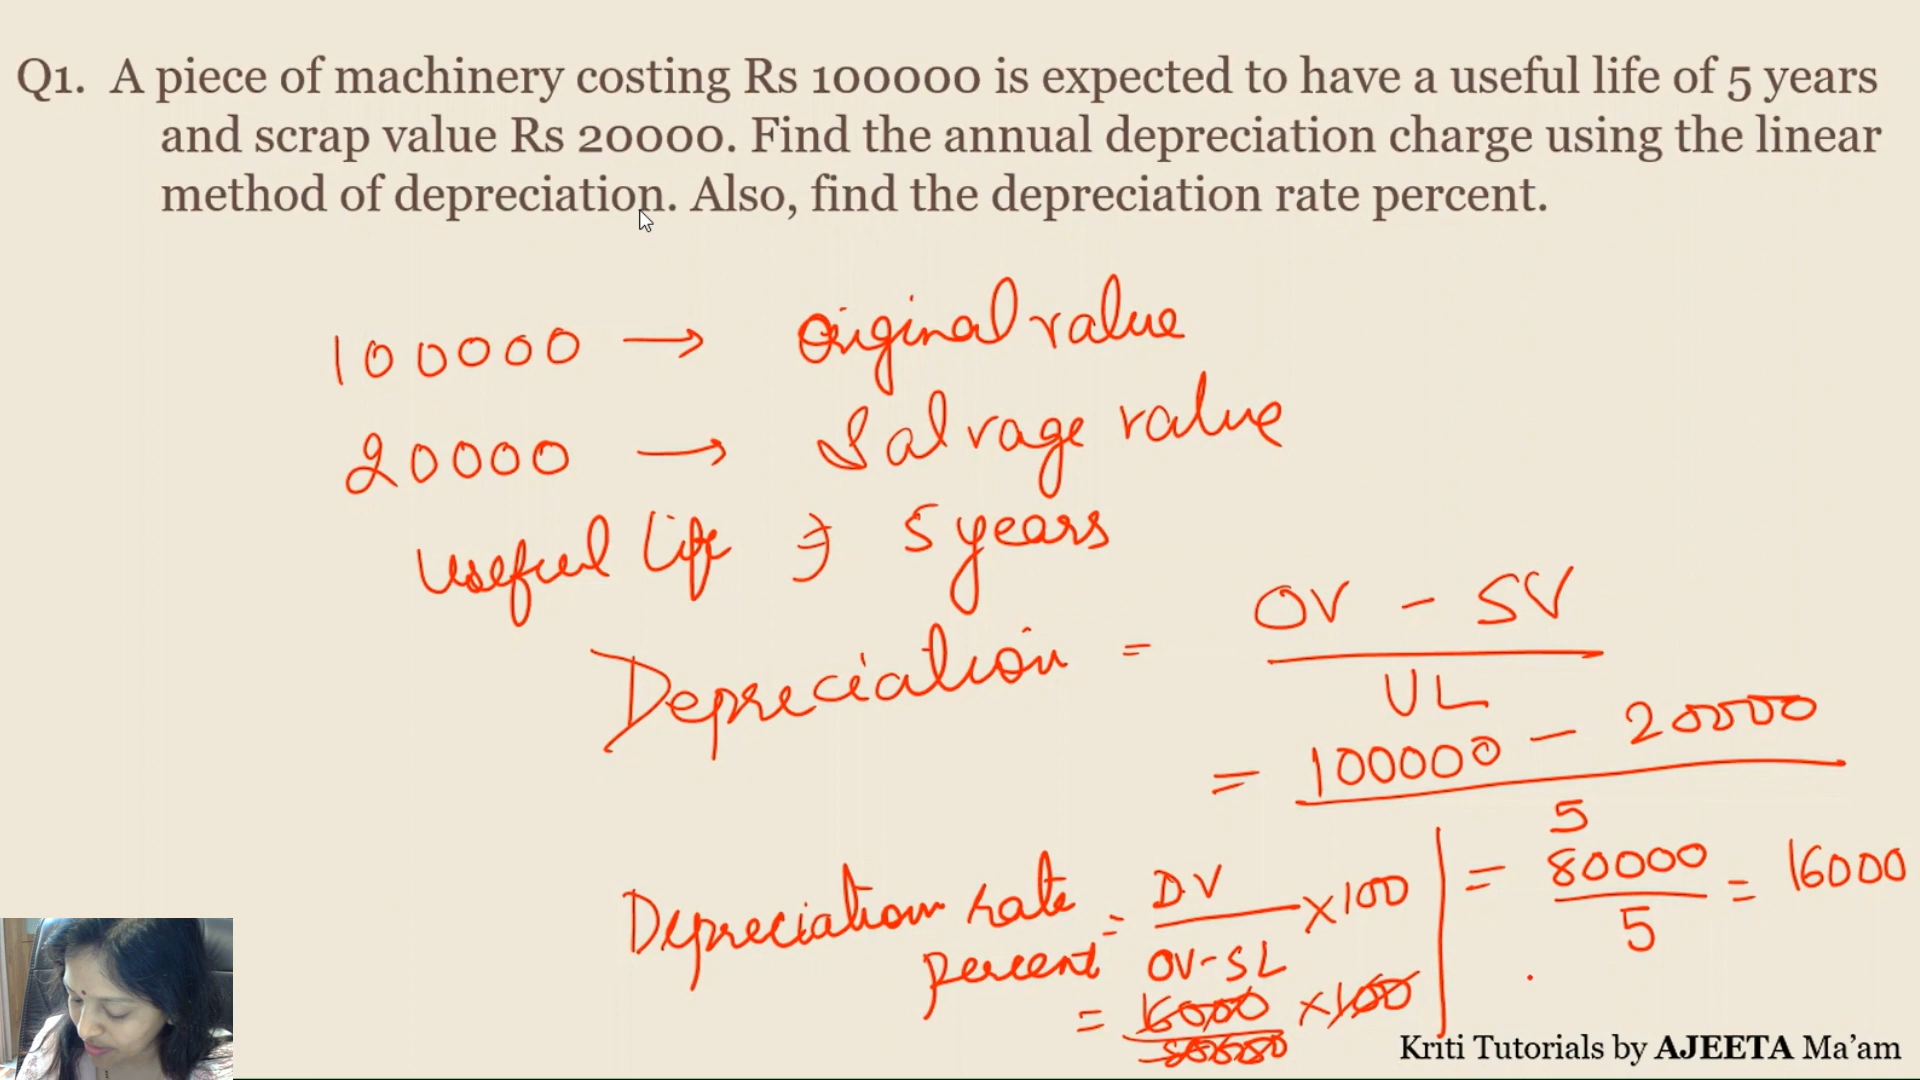 Q1. A piece of machinery costing Rs 100000 is expected to have a useful life of 5 years
and scrap value Rs 20000. Find the annual depreciation charge using the linear
method of depreciation. Also, find the depreciation rate percent.
100000 → Original value
20000 → Salvage value
Useful Life → 5 years
Depreciation = OV - SV
UL
= 100000 - 20000
5
= 80000 = 16000
5
Depreciation rate percent = DV × 100
OV-SL
= 16000 × 100
80000
Kriti Tutorials by AJEETA Ma'am